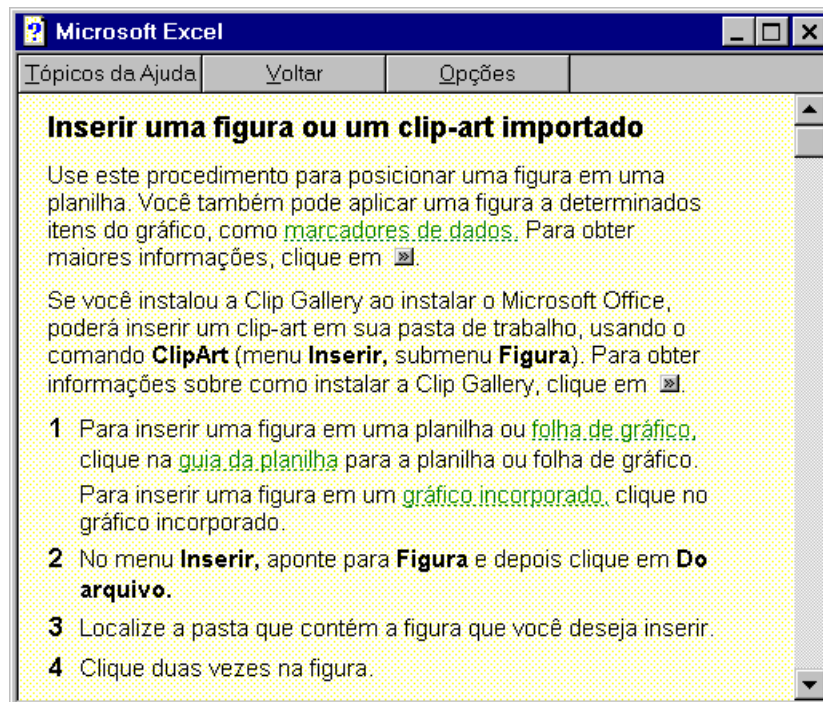 Microsoft Excel
Tópicos da Ajuda Voltar Opções
Inserir uma figura ou um clip-art importado
Use este procedimento para posicionar uma figura em uma
planilha. Você também pode aplicar uma figura a determinados
itens do gráfico, como marcadores de dados. Para obter
maiores informações, clique em ».
Se você instalou a Clip Gallery ao instalar o Microsoft Office,
poderá inserir um clip-art em sua pasta de trabalho, usando o
comando ClipArt (menu Inserir, submenu Figura). Para obter
informações sobre como instalar a Clip Gallery, clique em ».
1 Para inserir uma figura em uma planilha ou folha de gráfico,
clique na guia da planilha para a planilha ou folha de gráfico.
Para inserir uma figura em um gráfico incorporado, clique no
gráfico incorporado.
2 No menu Inserir, aponte para Figura e depois clique em Do
arquivo.
3 Localize a pasta que contém a figura que você deseja inserir.
4 Clique duas vezes na figura.